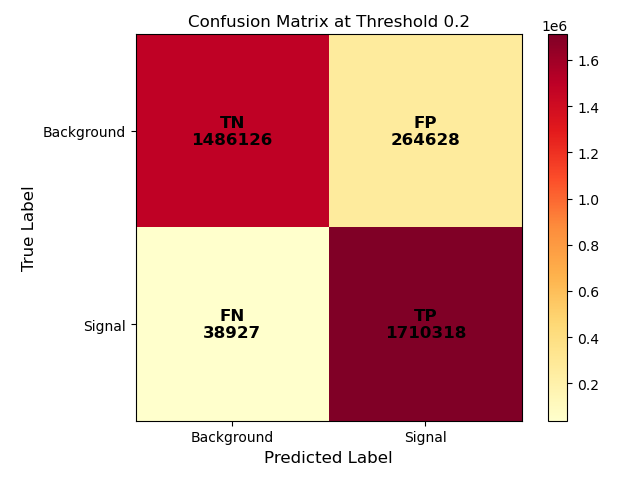 Confusion Matrix at Threshold 0.2
1e6
TN
1486126
FP
264628
FN
38927
TP
1710318
Background
Signal
True Label
Background
Signal
Predicted Label
1.6
1.4
1.2
1.0
0.8
0.6
0.4
0.2